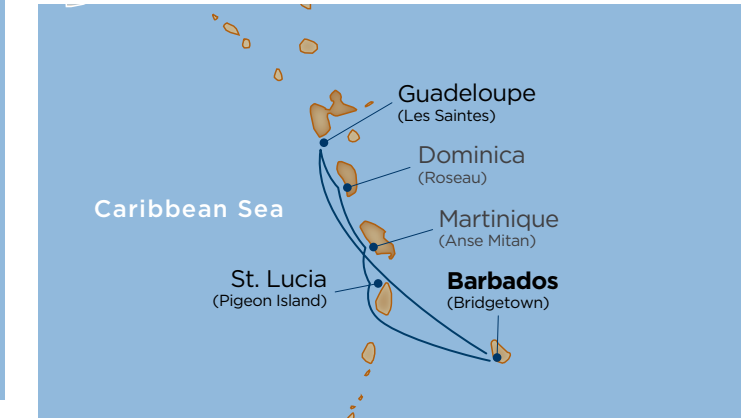 Guadeloupe
(Les Saintes)
Dominica
(Roseau)
Caribbean Sea
Martinique
(Anse Mitan)
St. Lucia
(Pigeon Island)
Barbados
(Bridgetown)